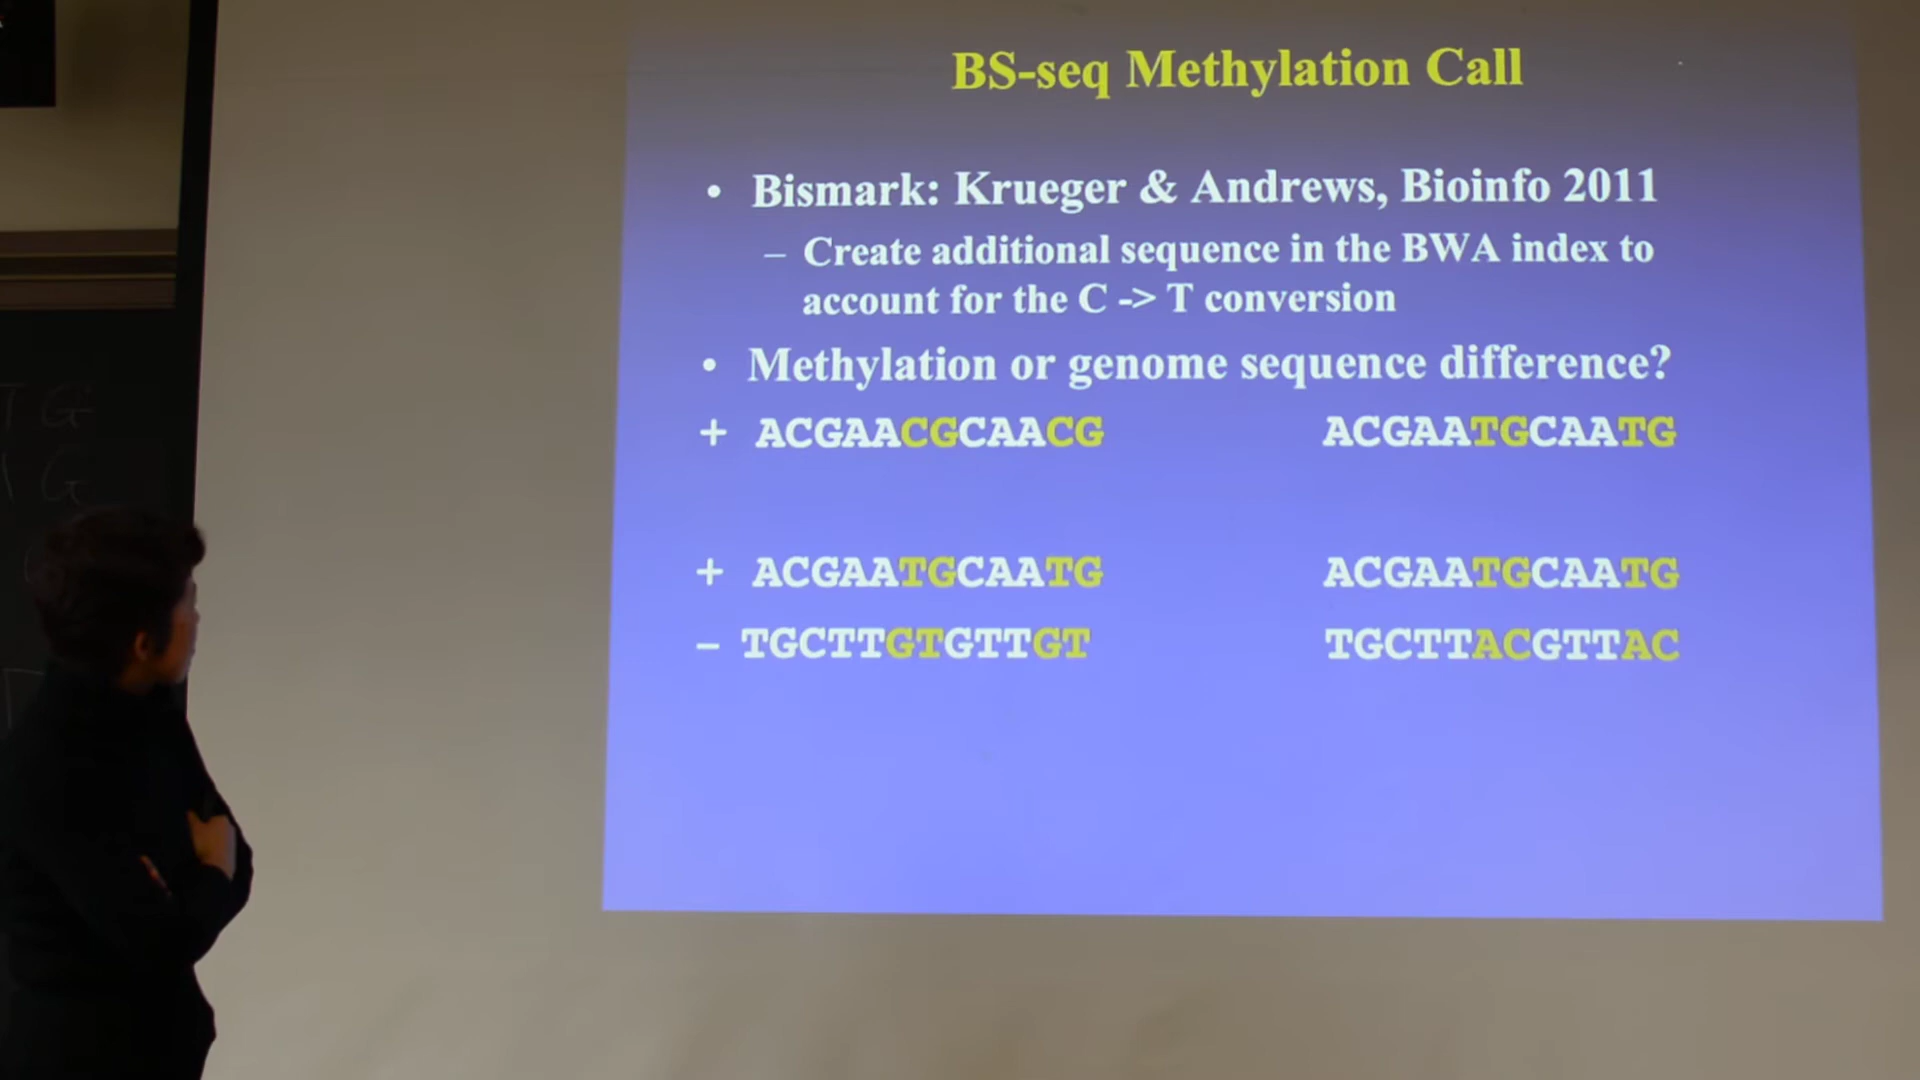 BS-seq Methylation Call
• Bismark: Krueger & Andrews, Bioinfo 2011
– Create additional sequence in the BWA index to
account for the C -> T conversion
• Methylation or genome sequence difference?
+ ACGAACGCAACG ACGAATGCAATG
+ ACGAATGCAATG ACGAATGCAATG
– TGCTTGTGTTGT TGCTTACGTTAC
TG
G